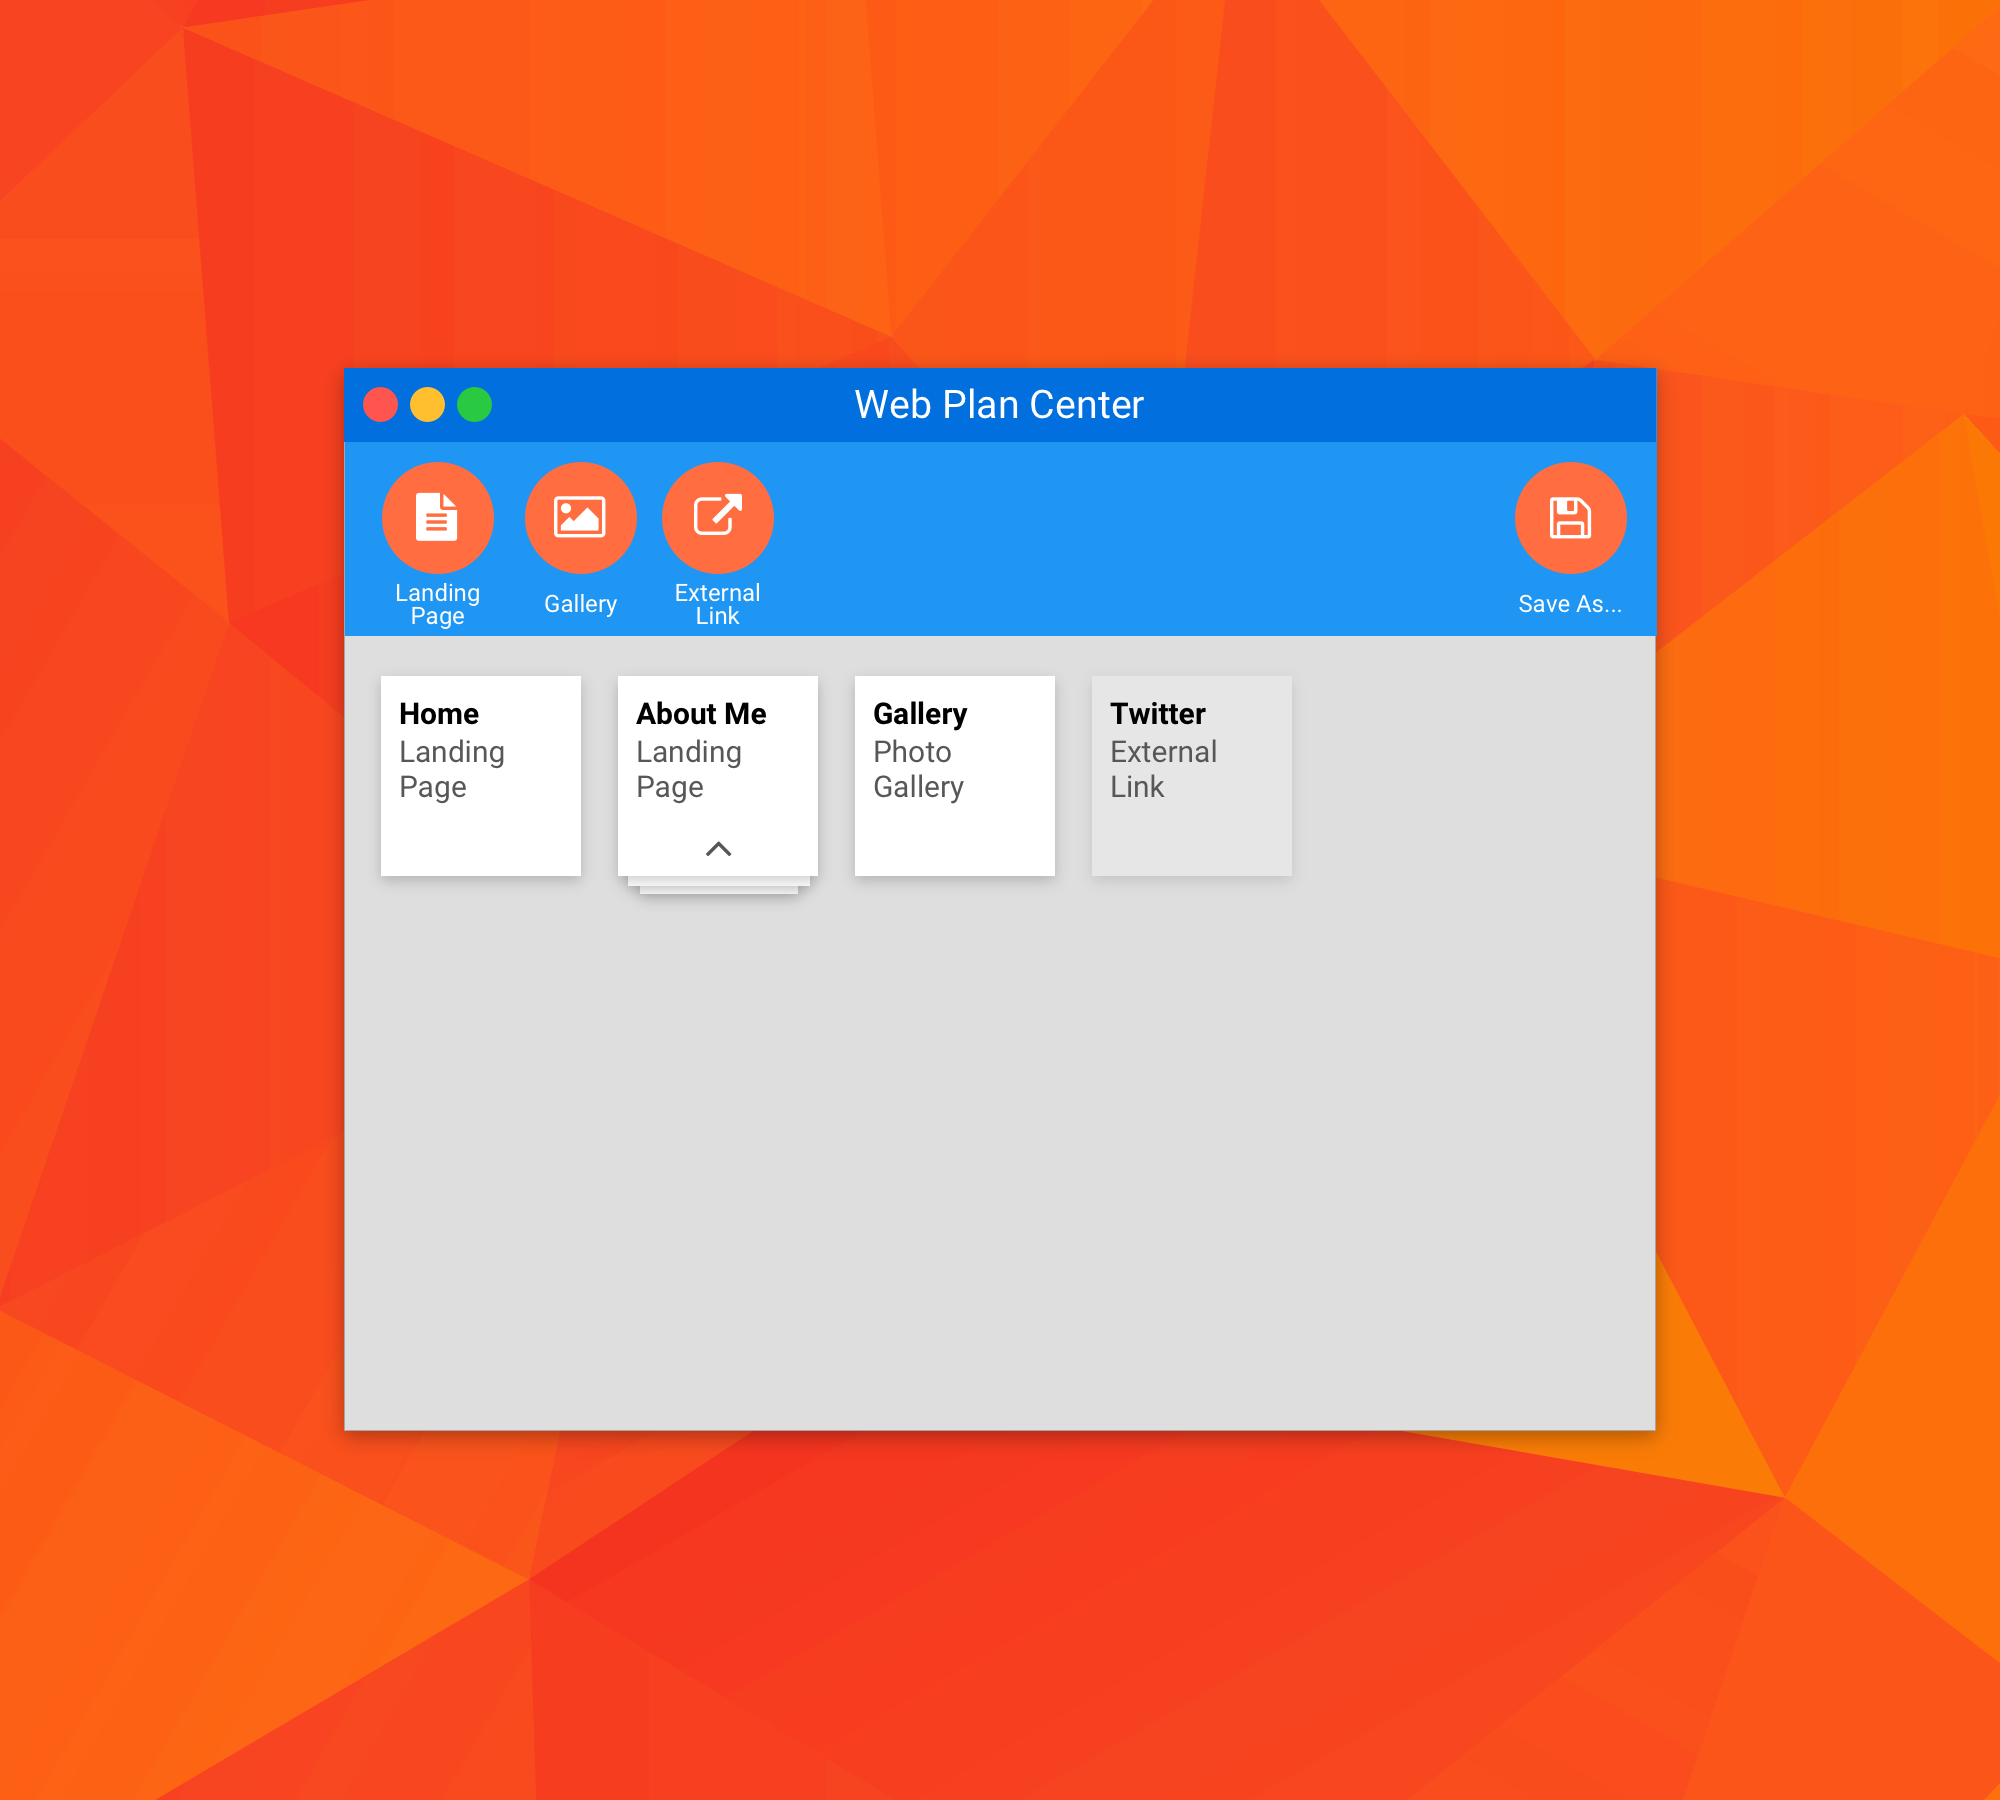 Web Plan Center
Landing
Page
Gallery
External
Link
Save As...
Home
Landing
Page
About Me
Landing
Page
Gallery
Photo
Gallery
Twitter
External
Link